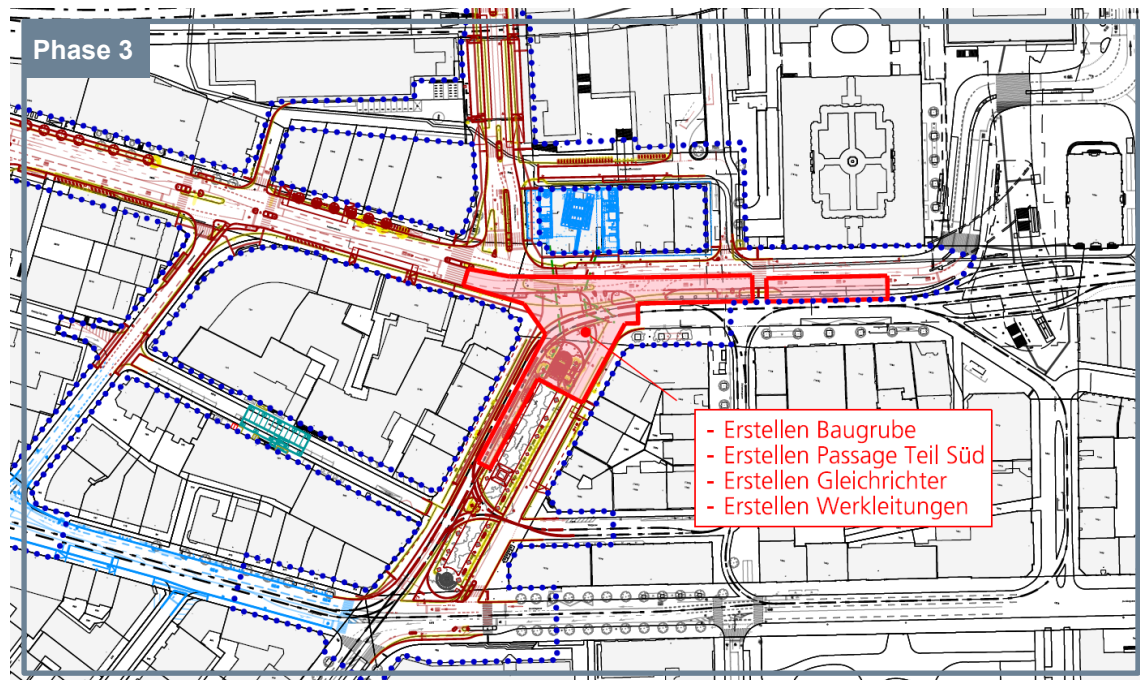 Phase 3
- Erstellen Baugrube
- Erstellen Passage Teil Süd
- Erstellen Gleichrichter
- Erstellen Werkleitungen